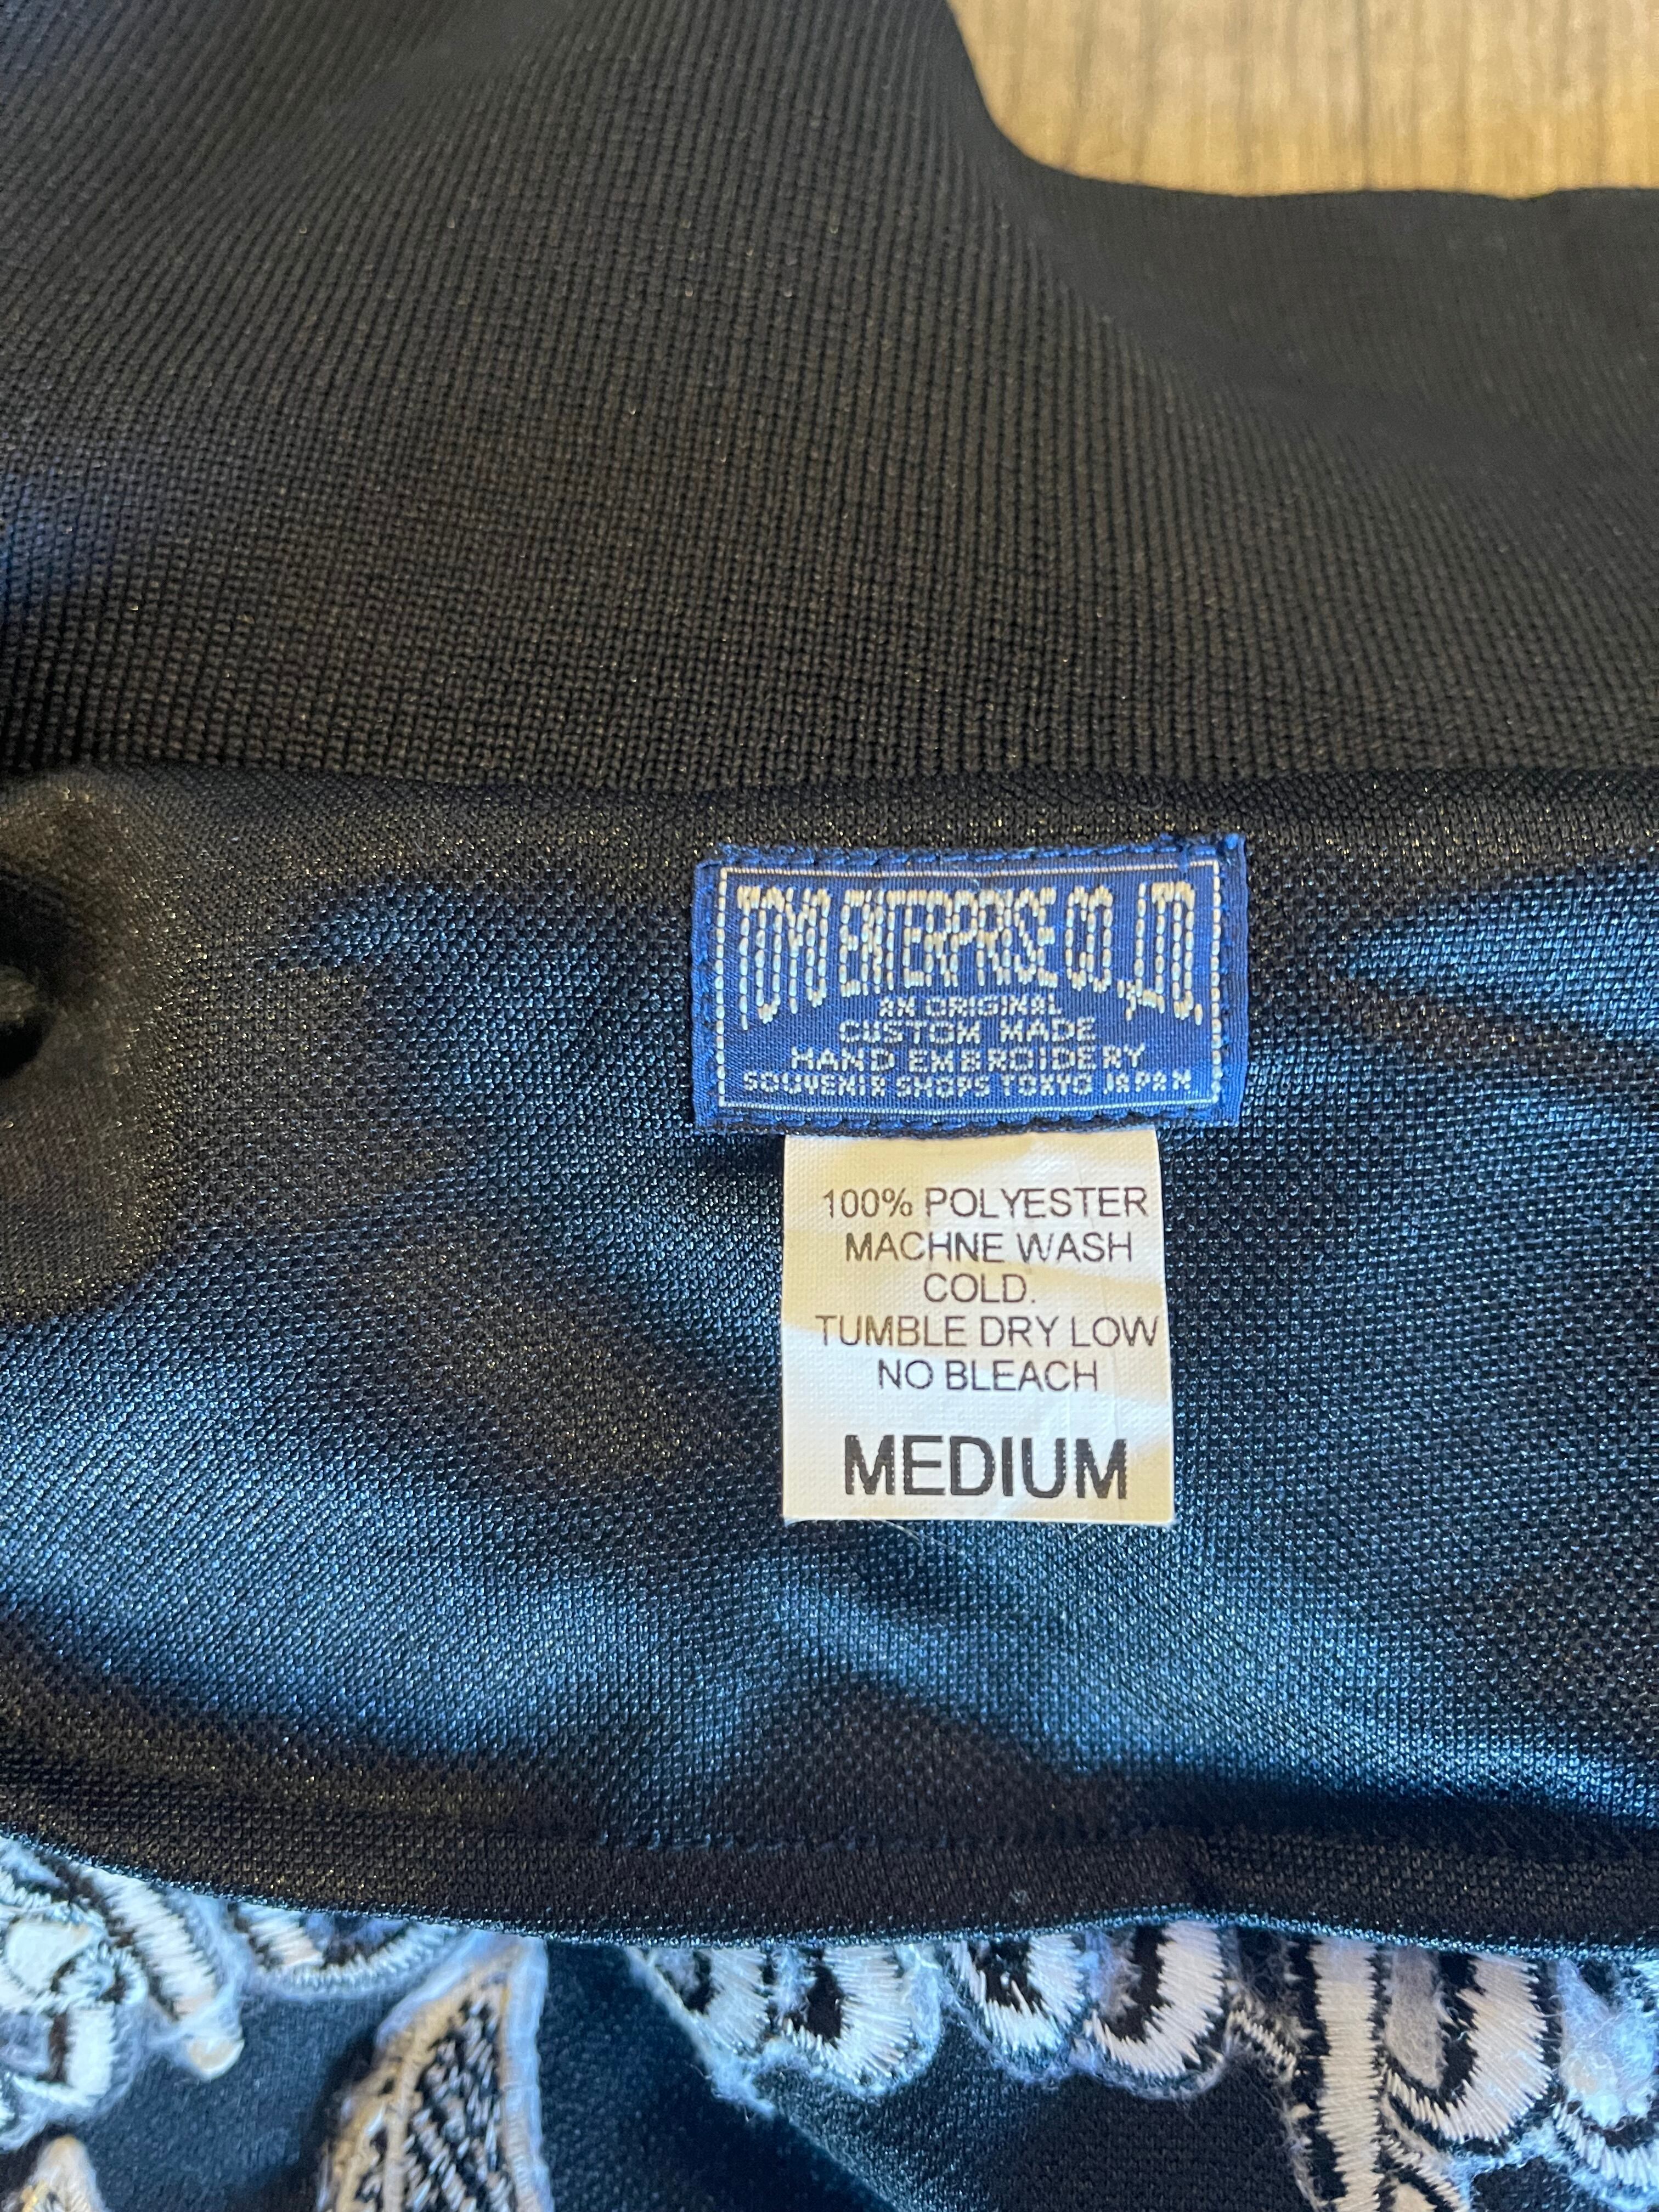 TOYO ENTERPRISE CO.,LTD.
AN ORIGINAL
CUSTOM MADE
HAND EMBROIDERY
SOUVENIR SHOPS TOKYO JAPAN
100% POLYESTER
MACHNE WASH
COLD.
TUMBLE DRY LOW
NO BLEACH
MEDIUM